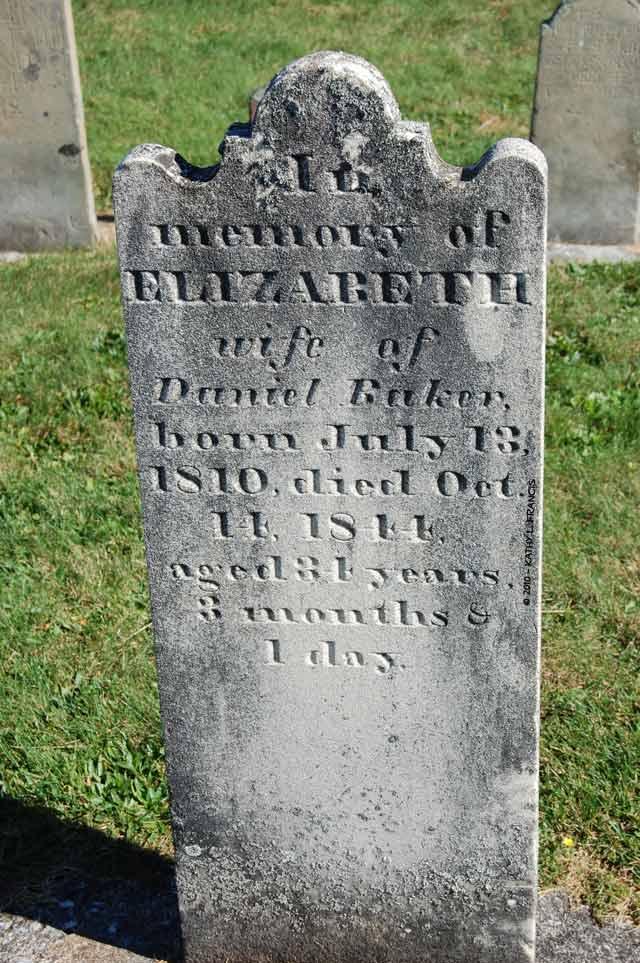 In
memory of
ELIZABETH
wife of
Daniel Baker,
born July 13,
1810, died Oct.
14, 1844,
aged 34 years,
3 months &
1 day.
© 2010 - KATHY L. FRANCIS